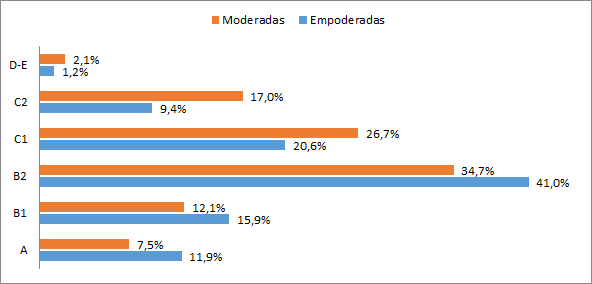 Moderadas Empoderadas
D-E 2,1%
1,2%
C2 17,0%
9,4%
C1 26,7%
20,6%
B2 34,7%
41,0%
B1 12,1%
15,9%
A 7,5%
11,9%